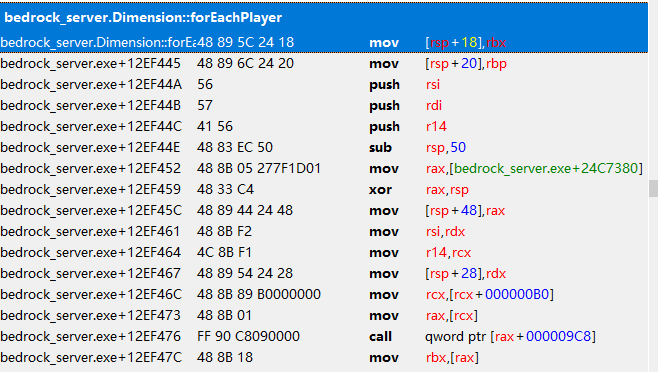 bedrock_server.Dimension::forEachPlayer
bedrock_server.Dimension::forEa 48 89 5C 24 18 mov [rsp+18],rbx
bedrock_server.exe+12EF445 48 89 6C 24 20 mov [rsp+20],rbp
bedrock_server.exe+12EF44A 56 push rsi
bedrock_server.exe+12EF44B 57 push rdi
bedrock_server.exe+12EF44C 41 56 push r14
bedrock_server.exe+12EF44E 48 83 EC 50 sub rsp,50
bedrock_server.exe+12EF452 48 8B 05 277F1D01 mov rax,[bedrock_server.exe+24C7380]
bedrock_server.exe+12EF459 48 33 C4 xor rax,rsp
bedrock_server.exe+12EF45C 48 89 44 24 48 mov [rsp+48],rax
bedrock_server.exe+12EF461 48 8B F2 mov rsi,rdx
bedrock_server.exe+12EF464 4C 8B F1 mov r14,rcx
bedrock_server.exe+12EF467 48 89 54 24 28 mov [rsp+28],rdx
bedrock_server.exe+12EF46C 48 8B 89 B0000000 mov rcx,[rcx+000000B0]
bedrock_server.exe+12EF473 48 8B 01 mov rax,[rcx]
bedrock_server.exe+12EF476 FF 90 C8090000 call qword ptr [rax+000009C8]
bedrock_server.exe+12EF47C 48 8B 18 mov rbx,[rax]